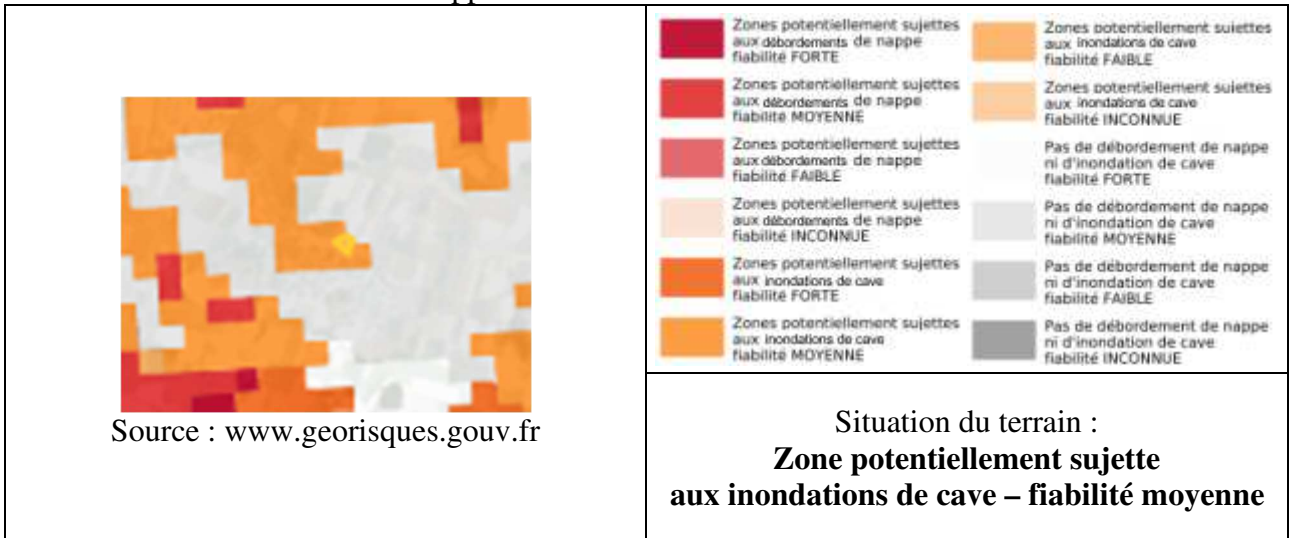 Source : www.georisques.gouv.fr
Zones potentiellement sujettes
aux débordements de nappe
fiabilité FORTE
Zones potentiellement sujettes
aux débordements de nappe
fiabilité MOYENNE
Zones potentiellement sujettes
aux débordements de nappe
fiabilité FAIBLE
Zones potentiellement sujettes
aux débordements de nappe
fiabilité INCONNUE
Zones potentiellement sujettes
aux inondations de cave
fiabilité FORTE
Zones potentiellement sujettes
aux inondations de cave
fiabilité MOYENNE
Zones potentiellement sujettes
aux inondations de cave
fiabilité FAIBLE
Zones potentiellement sujettes
aux inondations de cave
fiabilité INCONNUE
Pas de débordement de nappe
ni d'inondation de cave
fiabilité FORTE
Pas de débordement de nappe
ni d'inondation de cave
fiabilité MOYENNE
Pas de débordement de nappe
ni d'inondation de cave
fiabilité FAIBLE
Pas de débordement de nappe
ni d'inondation de cave
fiabilité INCONNUE
Situation du terrain :
Zone potentiellement sujette
aux inondations de cave – fiabilité moyenne